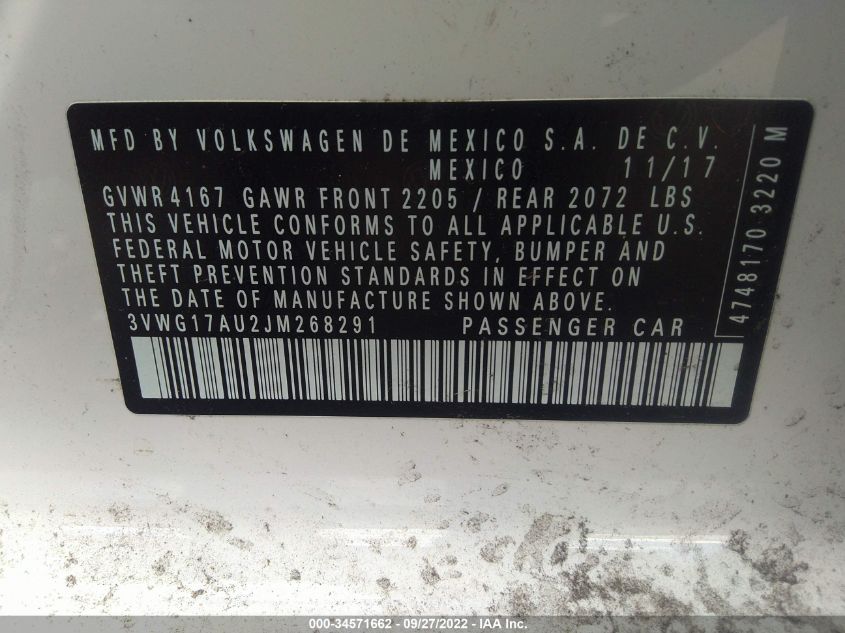 MFD BY VOLKSWAGEN DE MEXICO S.A. DE C.V.
MEXICO 11/17
GVWR 4167 GAWR FRONT 2205 / REAR 2072 LBS
THIS VEHICLE CONFORMS TO ALL APPLICABLE U.S.
FEDERAL MOTOR VEHICLE SAFETY, BUMPER AND
THEFT PREVENTION STANDARDS IN EFFECT ON
THE DATE OF MANUFACTURE SHOWN ABOVE.
3VWG17AU2JM268291 PASSENGER CAR
4748170 3220 M
000-34571662 - 09/27/2022 - IAA Inc.